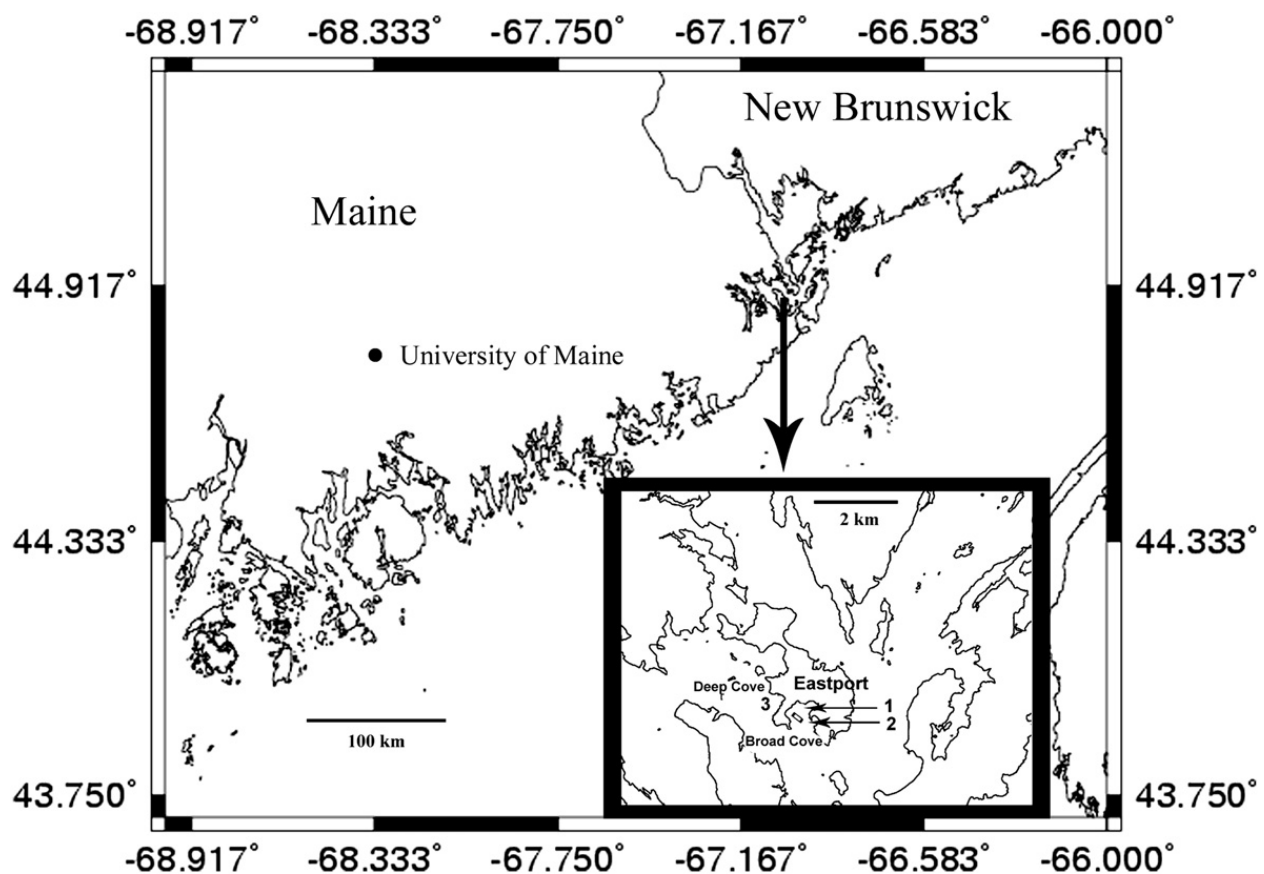 -68.917° -68.333° -67.750° -67.167° -66.583° -66.000°
New Brunswick
Maine
44.917° 44.917°
University of Maine
2 km
44.333° 44.333°
Eastport
Deep Cove
3
1
2
Broad Cove
100 km
43.750° 43.750°
-68.917° -68.333° -67.750° -67.167° -66.583° -66.000°